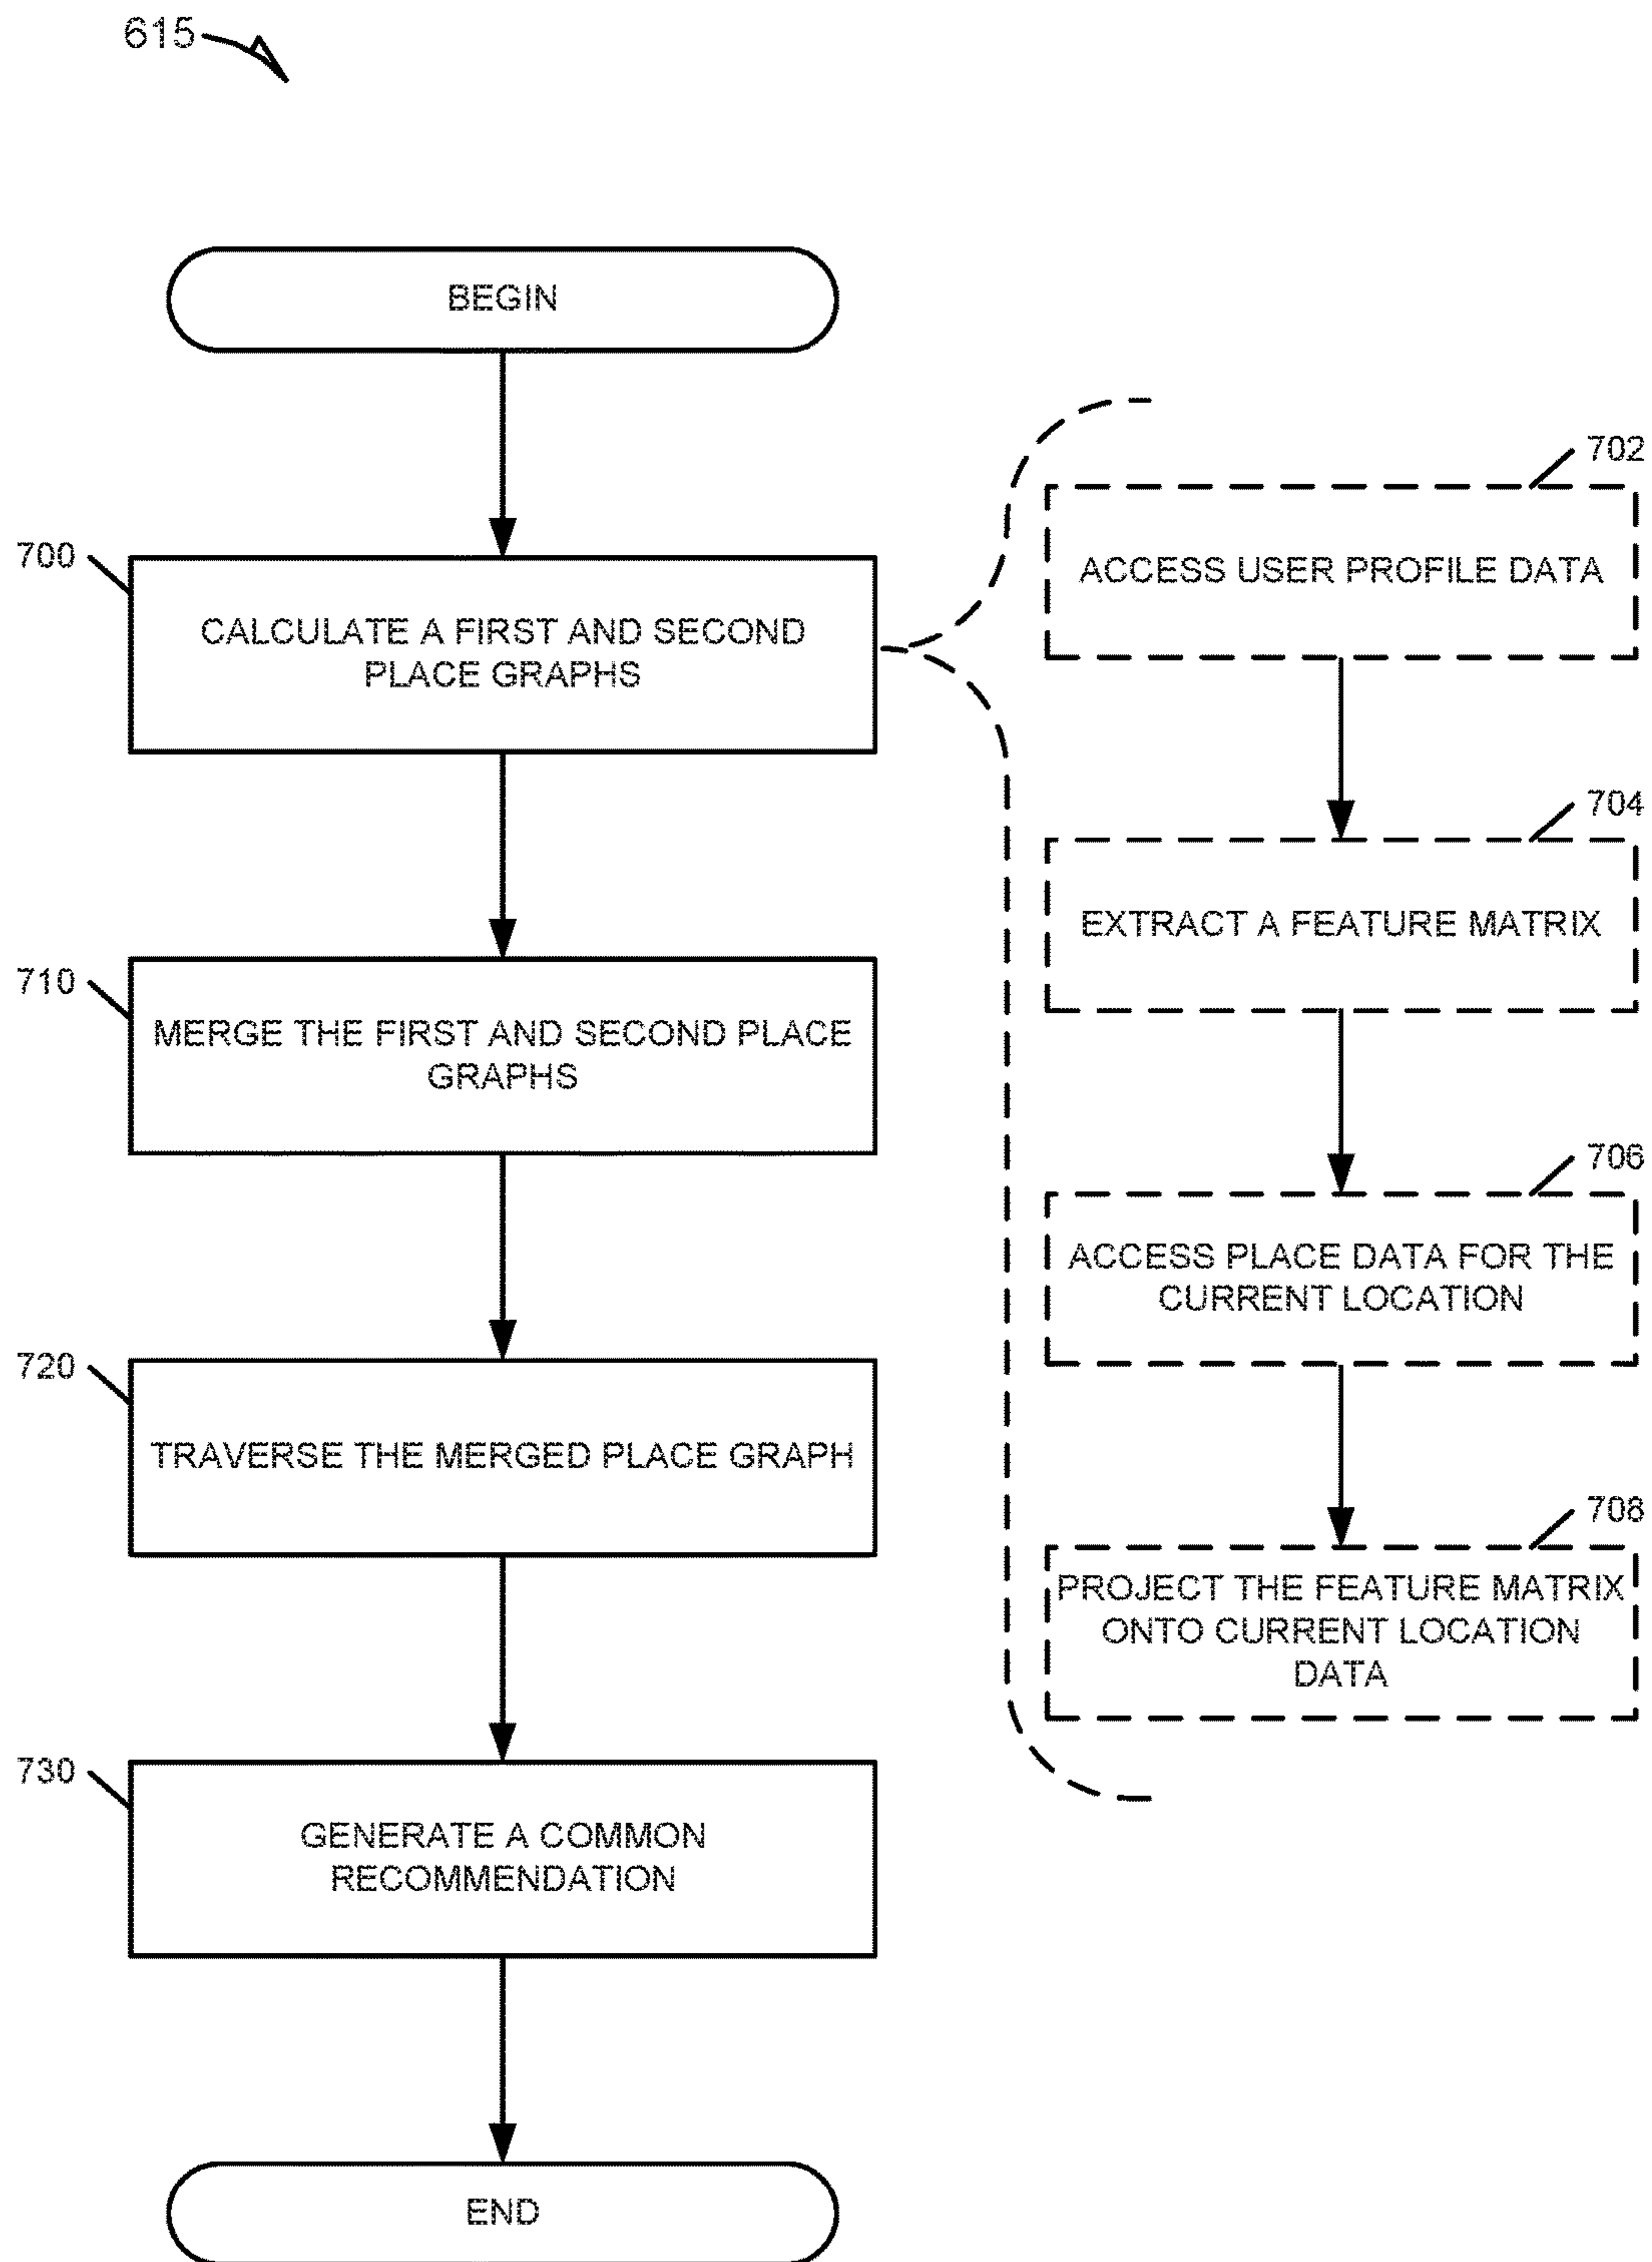 615
BEGIN
700
CALCULATE A FIRST AND SECOND
PLACE GRAPHS
710
MERGE THE FIRST AND SECOND PLACE
GRAPHS
720
TRAVERSE THE MERGED PLACE GRAPH
730
GENERATE A COMMON
RECOMMENDATION
END
702
ACCESS USER PROFILE DATA
704
EXTRACT A FEATURE MATRIX
706
ACCESS PLACE DATA FOR THE
CURRENT LOCATION
708
PROJECT THE FEATURE MATRIX
ONTO CURRENT LOCATION
DATA